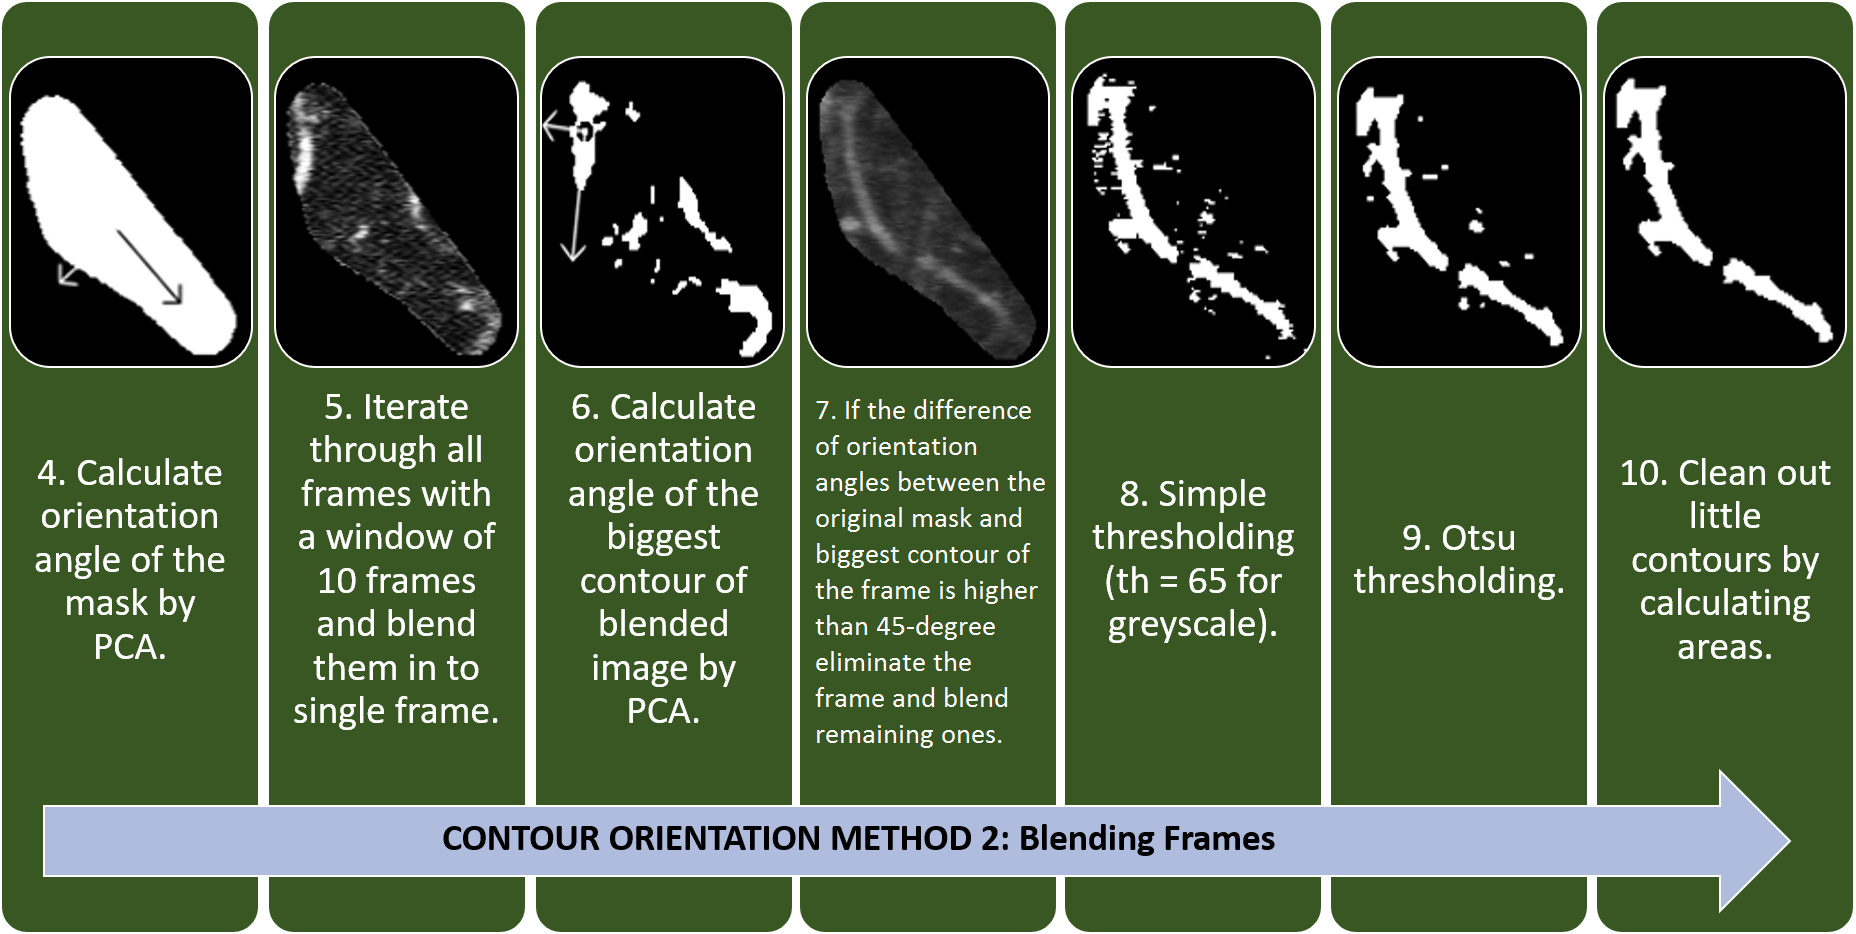 4. Calculate
orientation
angle of the
mask by
PCA.
5. Iterate
through all
frames with
a window of
10 frames
and blend
them in to
single frame.
6. Calculate
orientation
angle of the
biggest
contour of
blended
image by
PCA.
7. If the difference
of orientation
angles between the
original mask and
biggest contour of
the frame is higher
than 45-degree
eliminate the
frame and blend
remaining ones.
8. Simple
thresholding
(th = 65 for
greyscale).
9. Otsu
thresholding.
10. Clean out
little
contours by
calculating
areas.
CONTOUR ORIENTATION METHOD 2: Blending Frames